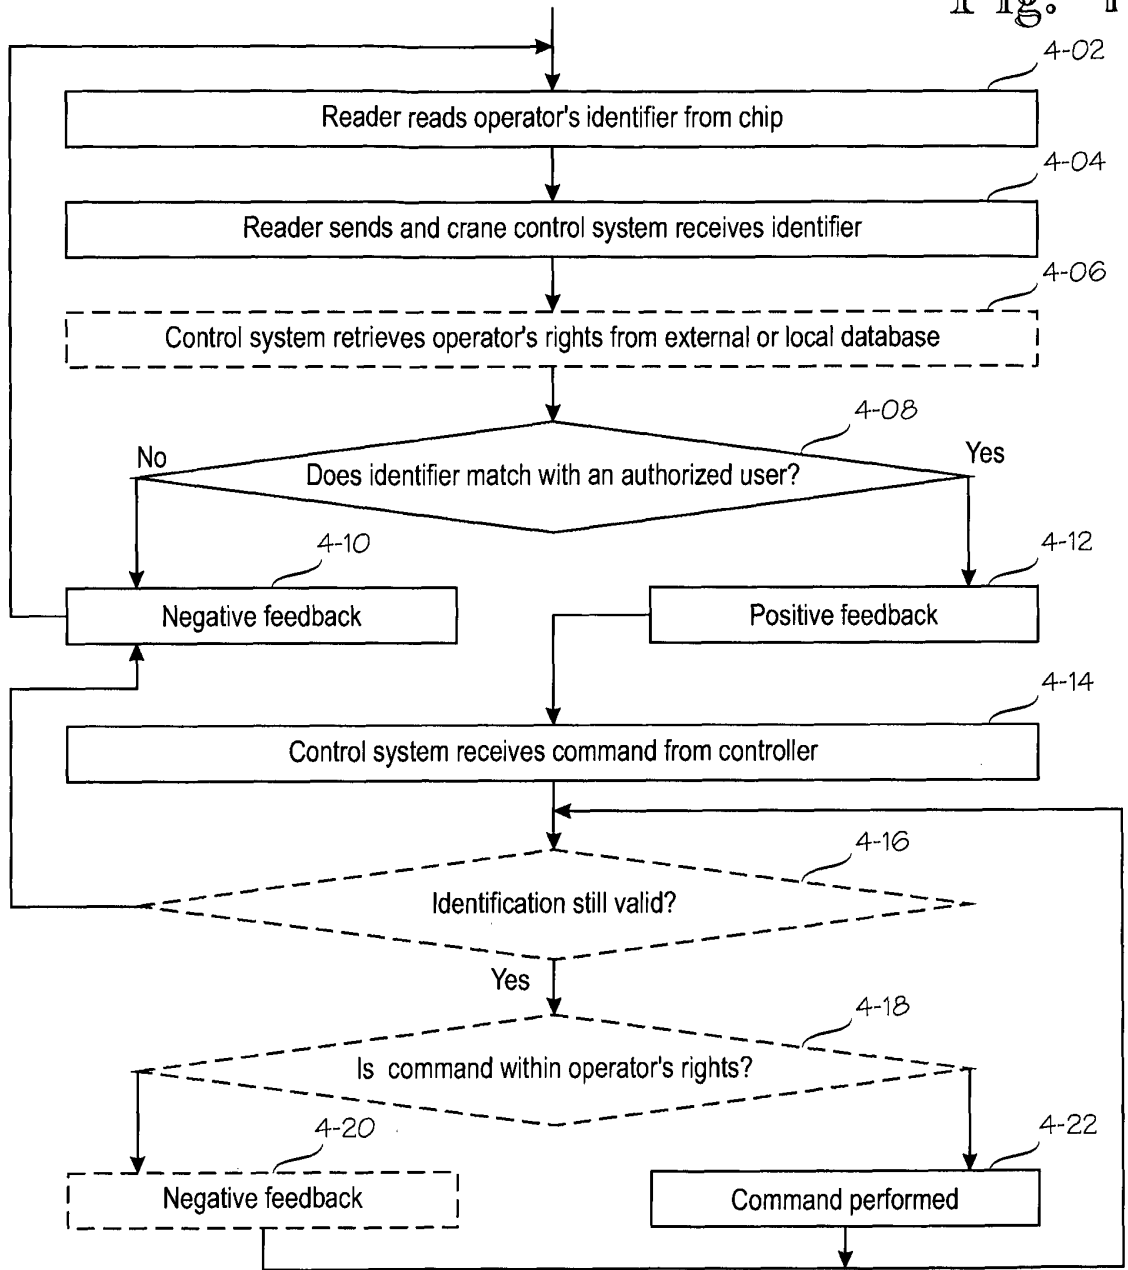 Fig. 4
4-02
Reader reads operator's identifier from chip
4-04
Reader sends and crane control system receives identifier
4-06
Control system retrieves operator's rights from external or local database
4-08
No
Yes
Does identifier match with an authorized user?
4-10
4-12
Negative feedback
Positive feedback
4-14
Control system receives command from controller
4-16
Identification still valid?
Yes
4-18
Is command within operator's rights?
4-20
4-22
Negative feedback
Command performed